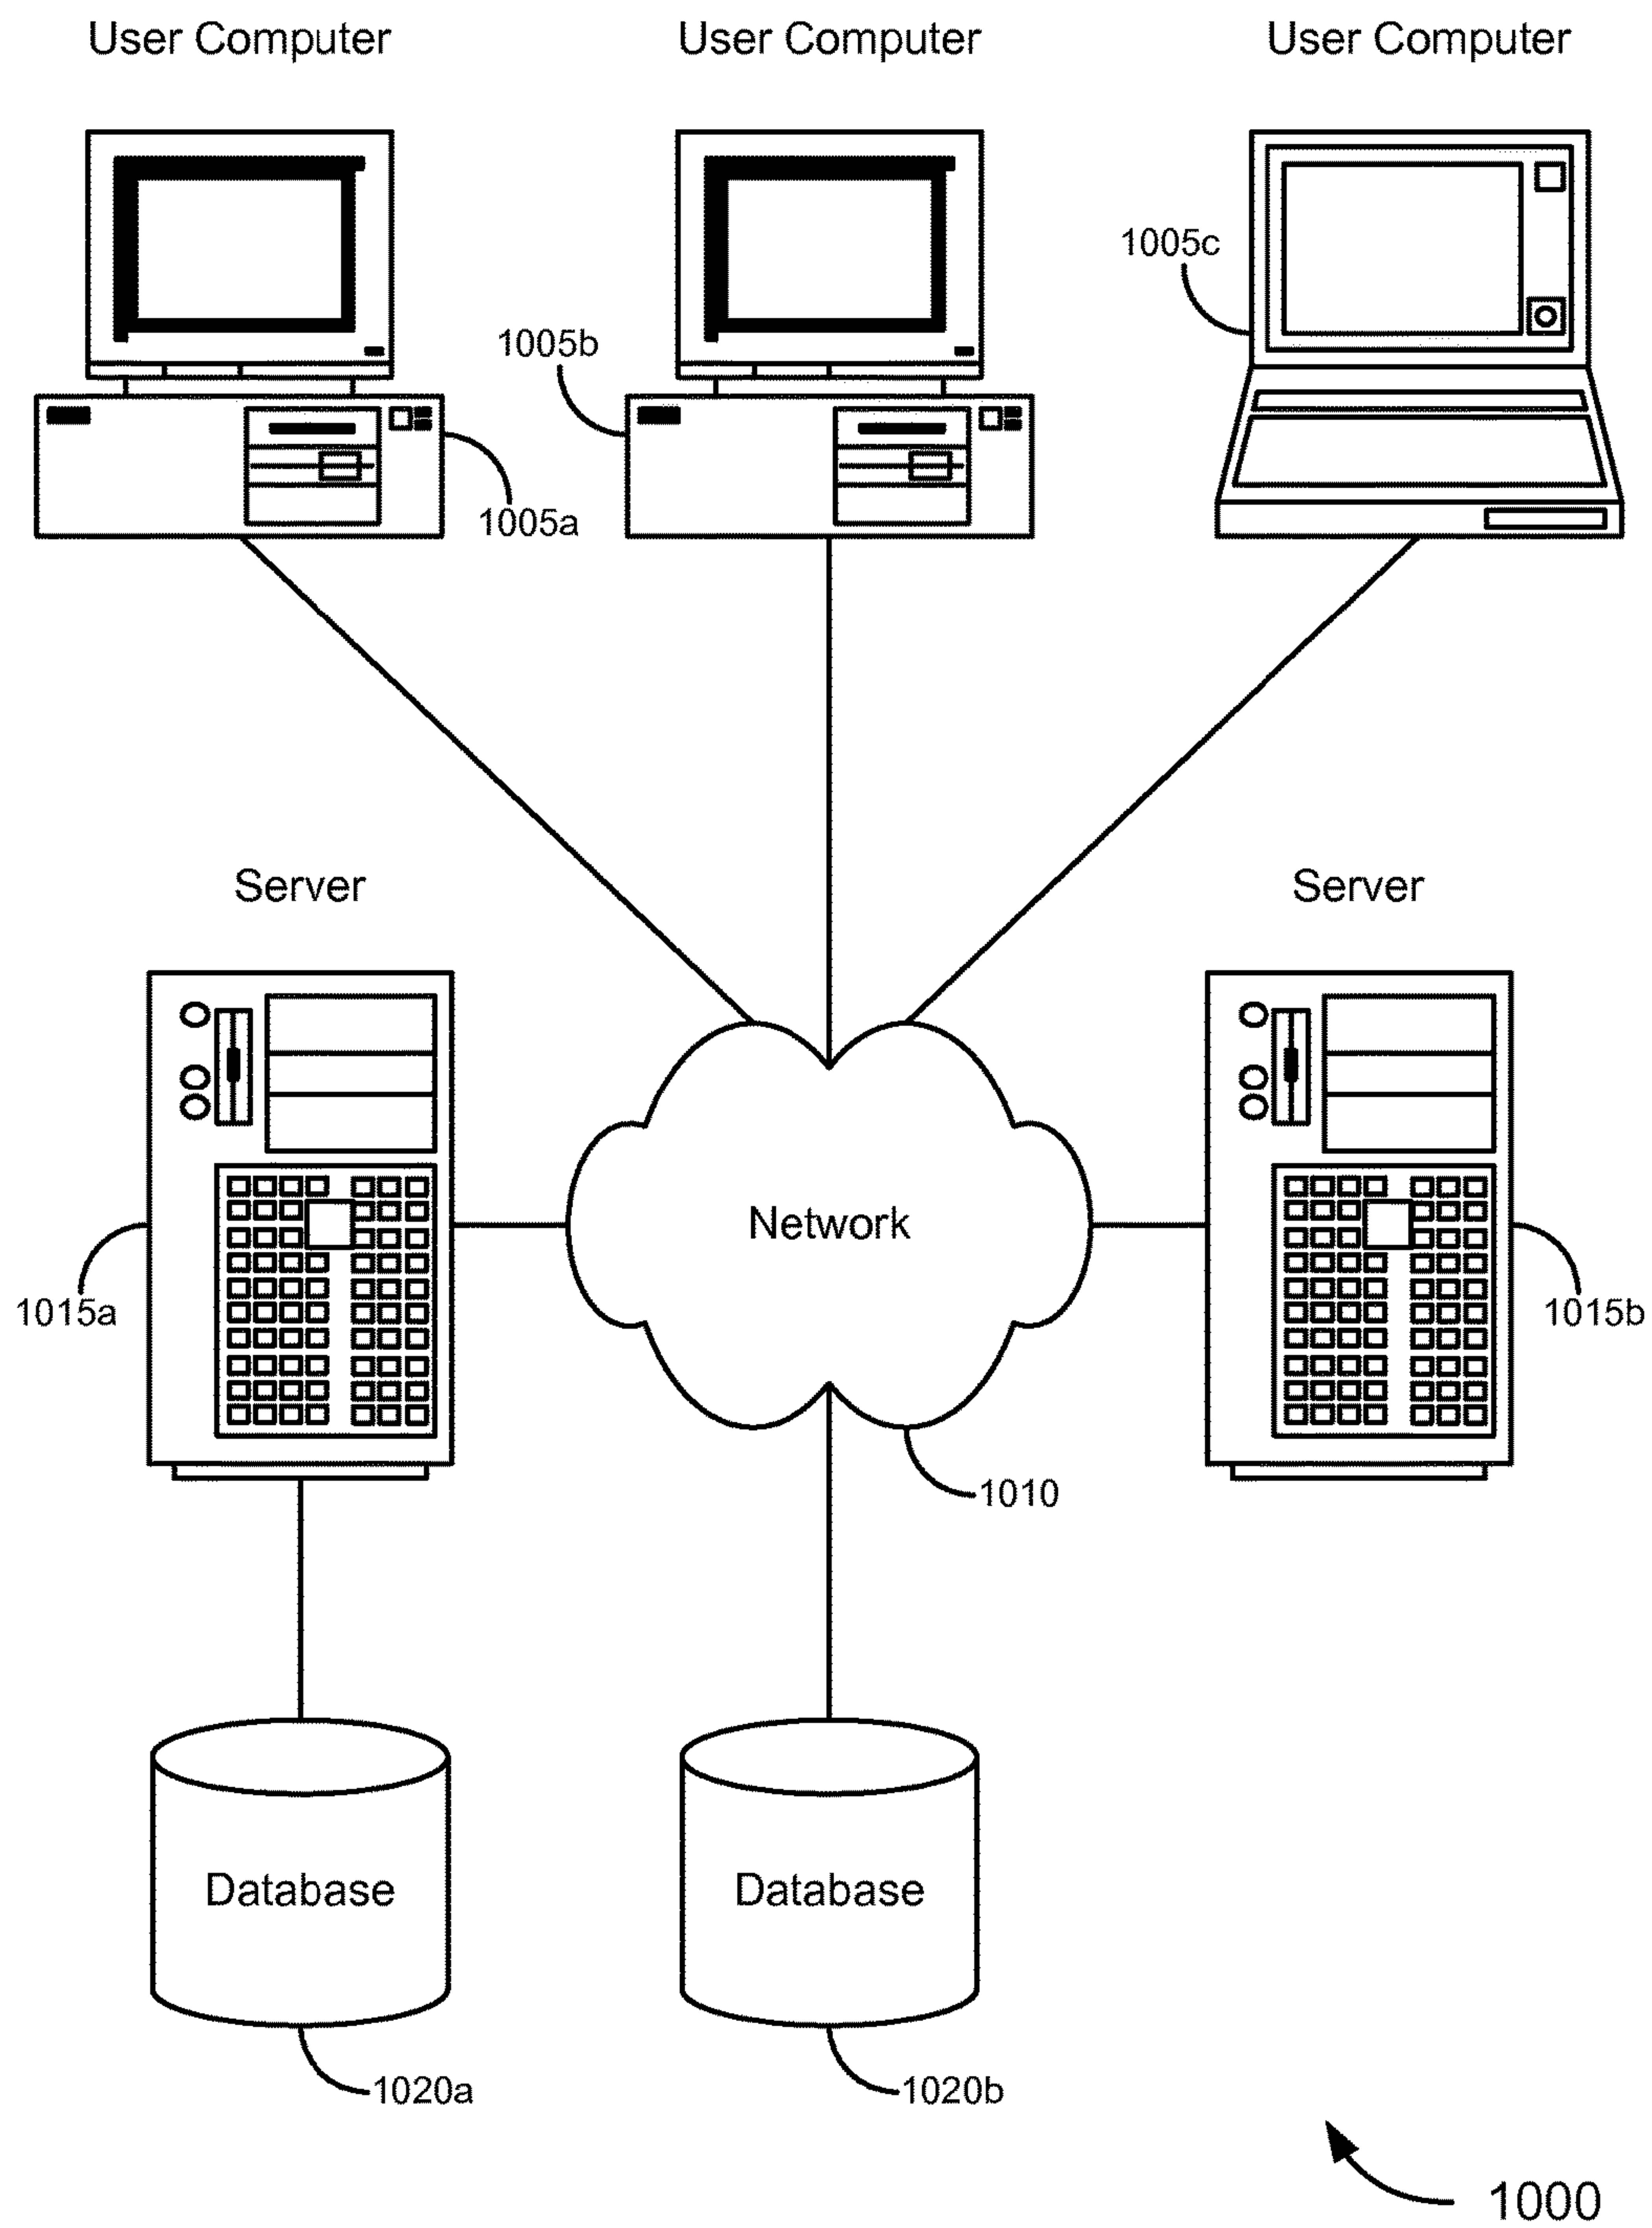 User Computer
User Computer
User Computer
1005c
1005b
1005a
Server
Server
Network
1015a
1015b
1010
Database
Database
1020a
1020b
1000